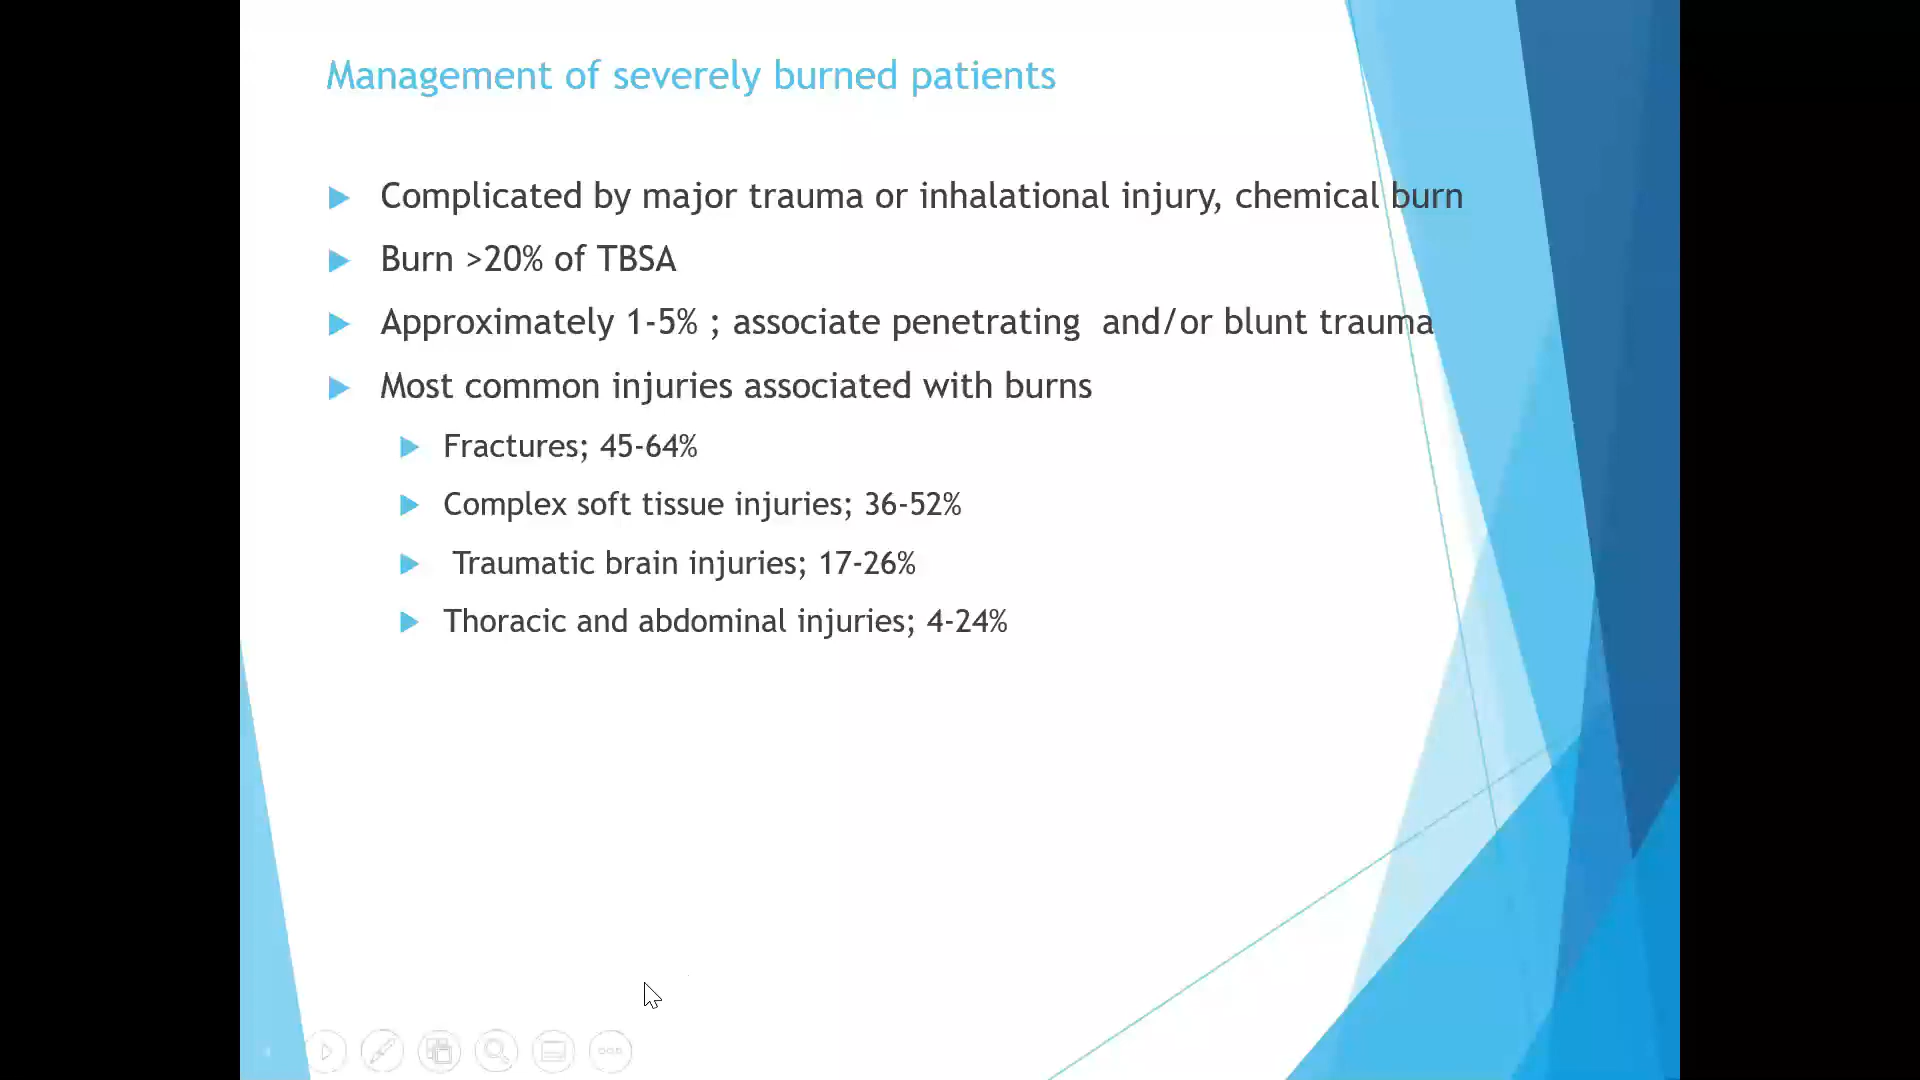 Management of severely burned patients
Complicated by major trauma or inhalational injury, chemical burn
Burn >20% of TBSA
Approximately 1-5% ; associate penetrating  and/or blunt trauma
Most common injuries associated with burns
Fractures; 45-64%
Complex soft tissue injuries; 36-52%
Traumatic brain injuries; 17-26%
Thoracic and abdominal injuries; 4-24%